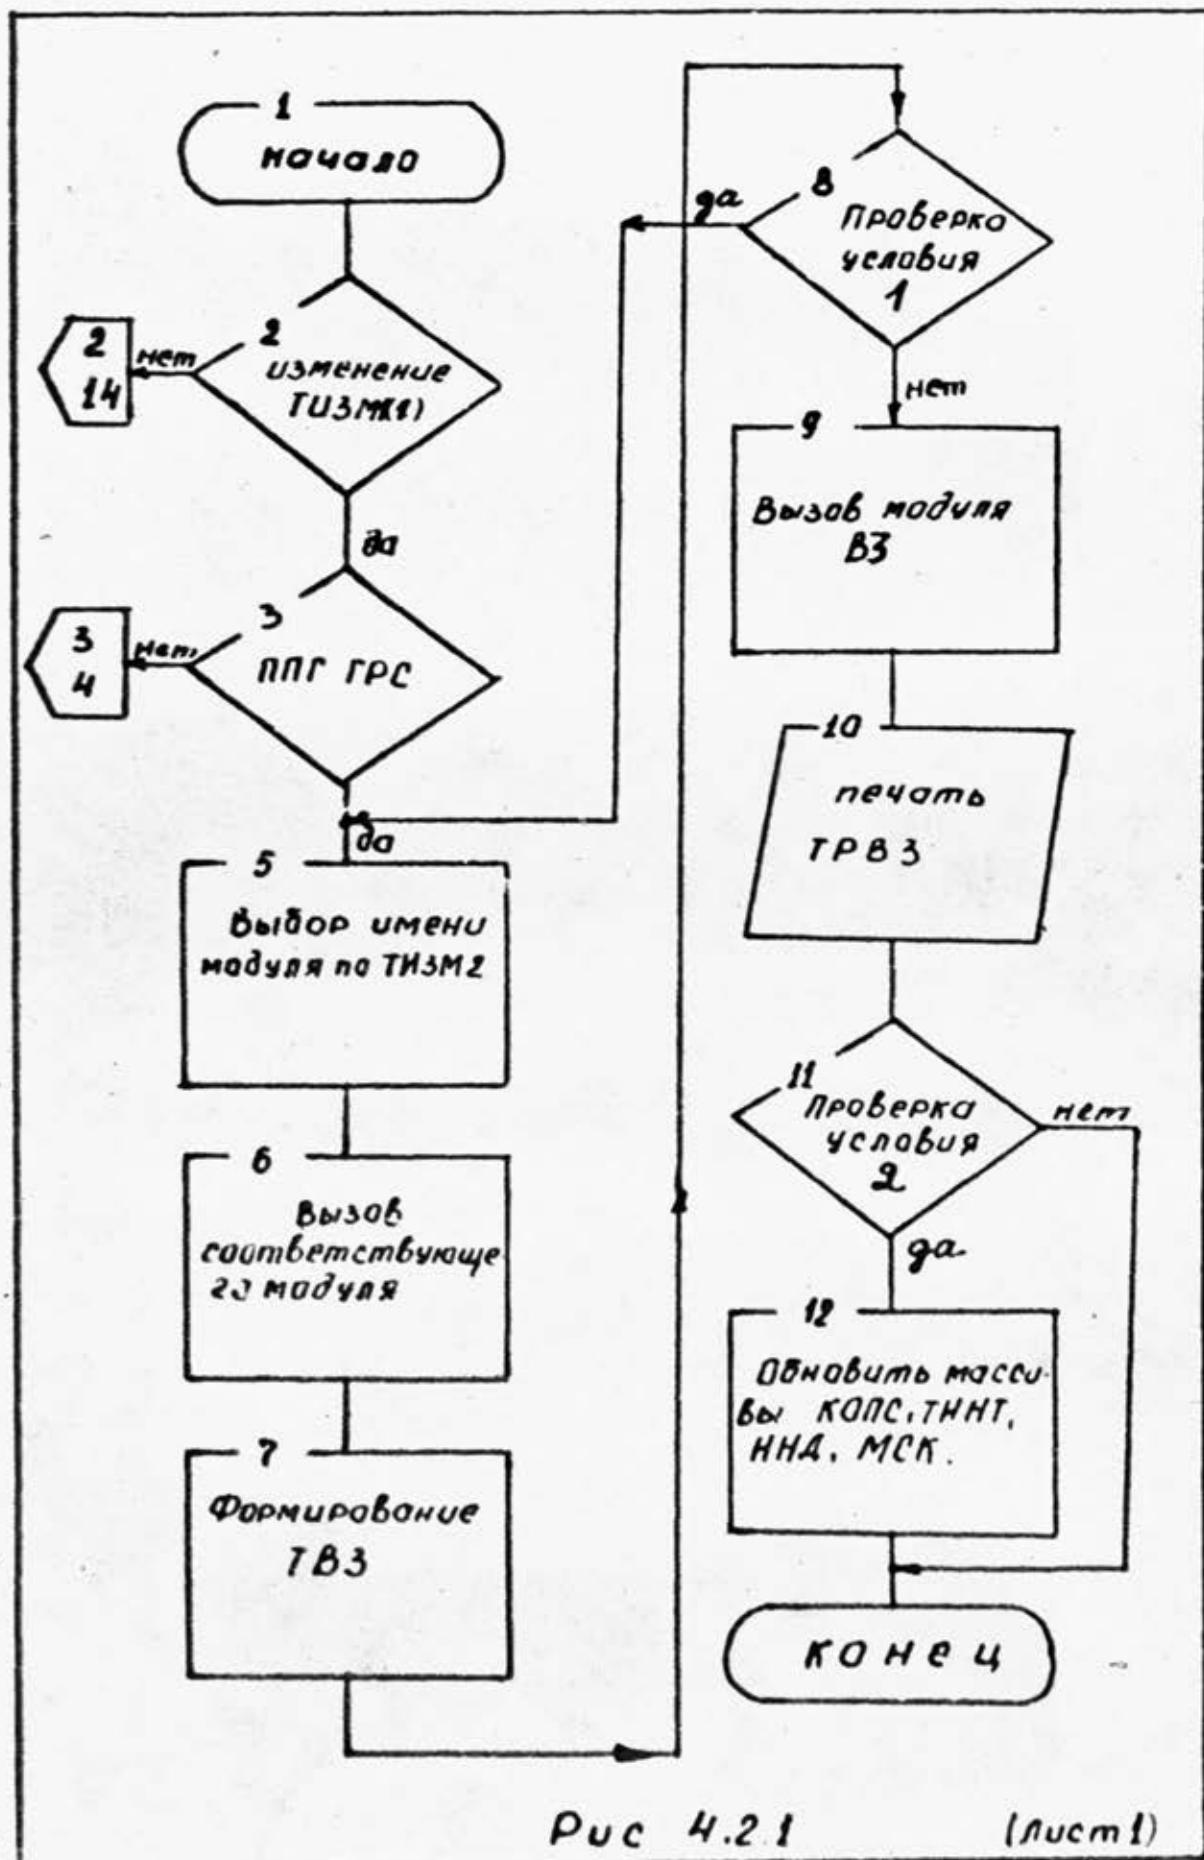 1
начало
2
изменение
ТИЗМ(1)
нет
2
14
да
3
ППГ ГРС
нет
3
4
да
5
Выбор имени
модуля по ТИЗМ2
6
Вызов
соответствующе
го модуля
7
Формирование
ТВЗ
8
Проверка
условия
1
да
нет
9
Вызов модуля
ВЗ
10
печать
ТРВЗ
11
Проверка
условия
2
нет
да
12
Обновить масси-
вы КОПС, ТННТ,
ННД, МСК.
конец
Рис 4.2.1 (лист 1)